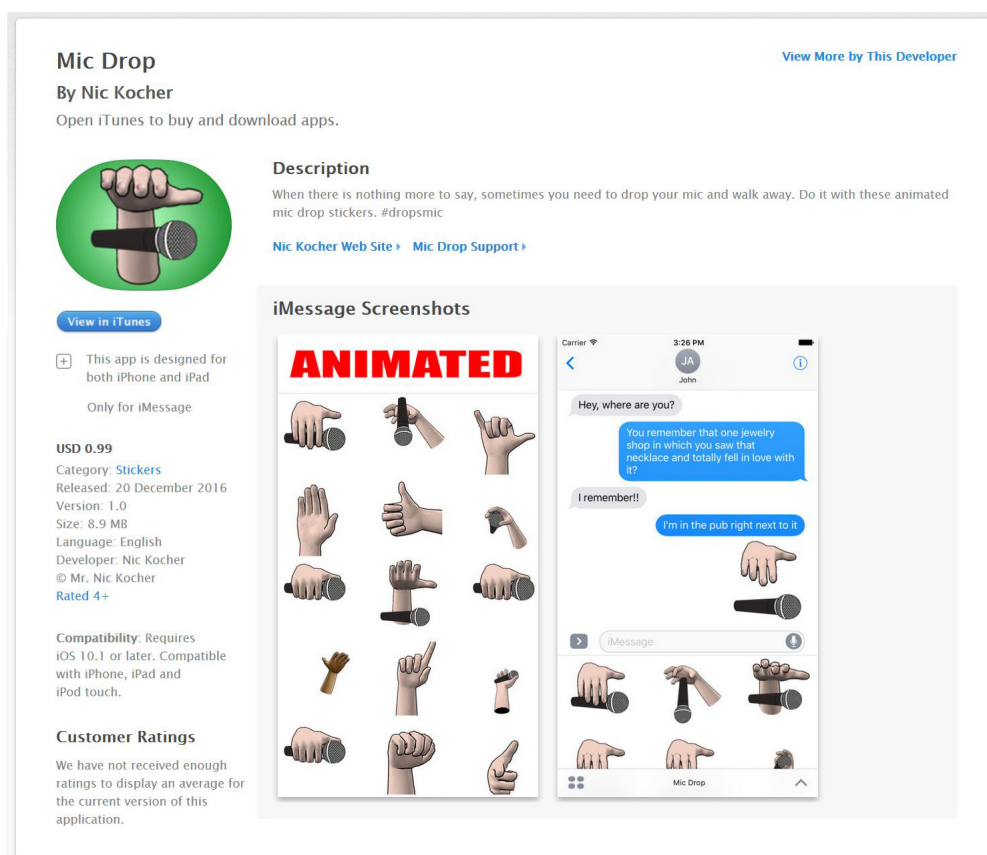 Mic Drop
View More by This Developer
By Nic Kocher
Open iTunes to buy and download apps.
Description
When there is nothing more to say, sometimes you need to drop your mic and walk away. Do it with these animated
mic drop stickers. #dropsmic
Nic Kocher Web Site
Mic Drop Support
View in iTunes
This app is designed for
both iPhone and iPad
Only for iMessage
USD 0.99
Category: Stickers
Released: 20 December 2016
Version: 1.0
Size: 8.9 MB
Language: English
Developer: Nic Kocher
© Mr. Nic Kocher
Rated 4+
Compatibility: Requires
iOS 10.1 or later. Compatible
with iPhone, iPad and
iPod touch.
Customer Ratings
We have not received enough
ratings to display an average for
the current version of this
application.
iMessage Screenshots
ANIMATED
Carrier
3:26 PM
JA
John
Hey, where are you?
You remember that one jewelry
shop in which you saw that
necklace and totally fell in love with
it?
I remember!!
I'm in the pub right next to it
iMessage
Mic Drop